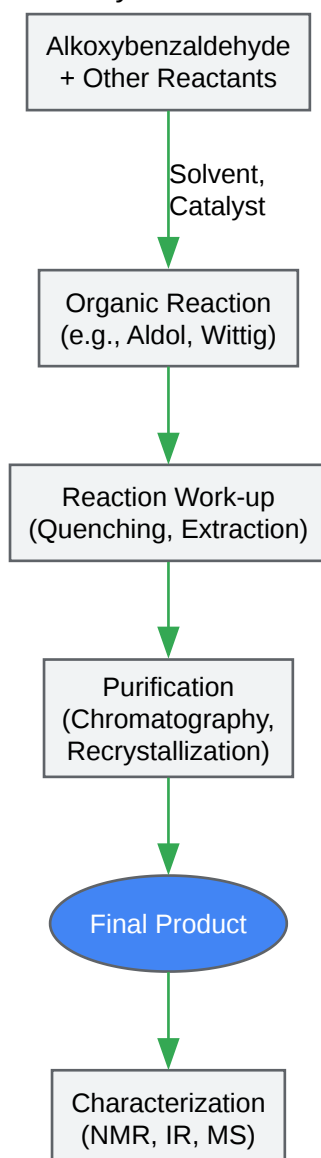 Alkoxybenzaldehyde
+ Other Reactants
Solvent,
Catalyst
Organic Reaction
(e.g., Aldol, Wittig)
Reaction Work-up
(Quenching, Extraction)
Purification
(Chromatography,
Recrystallization)
Final Product
Characterization
(NMR, IR, MS)